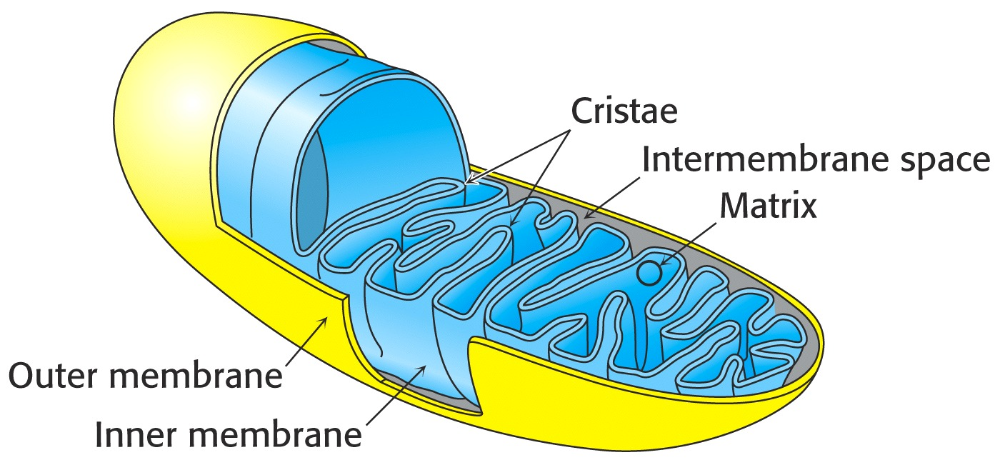 Cristae
Intermembrane space
Matrix
Outer membrane
Inner membrane